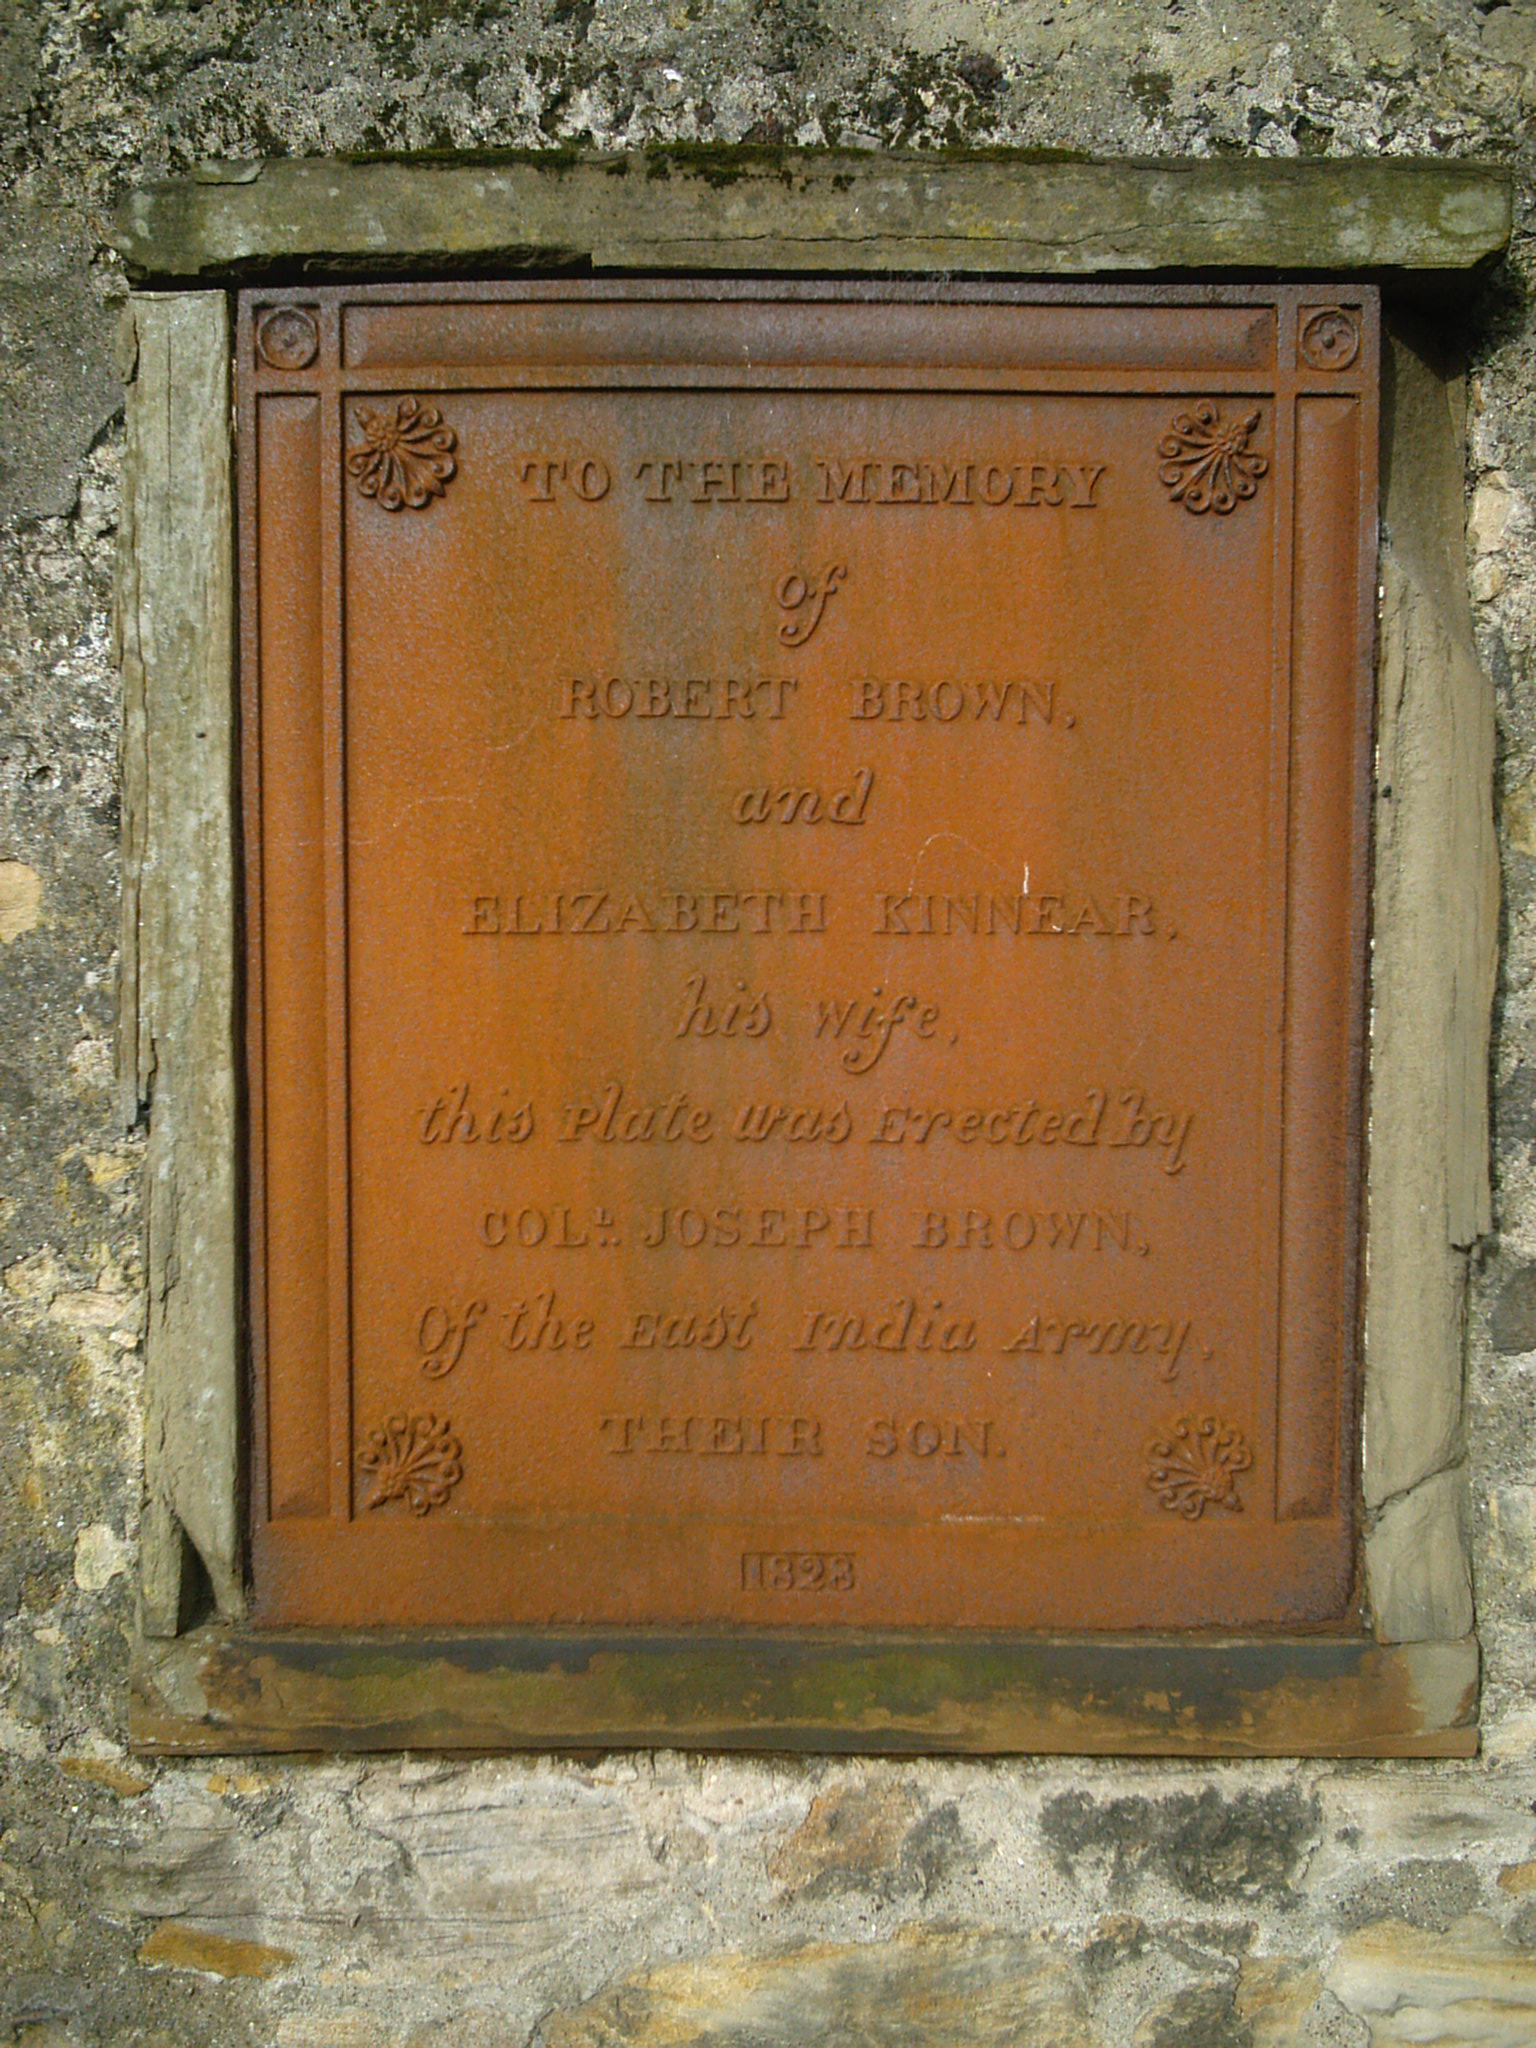 TO THE MEMORY
of
ROBERT BROWN,
and
ELIZABETH KINNEAR,
his wife,
this Plate was Erected by
COLL. JOSEPH BROWN,
Of the East India Army,
THEIR SON.
1828